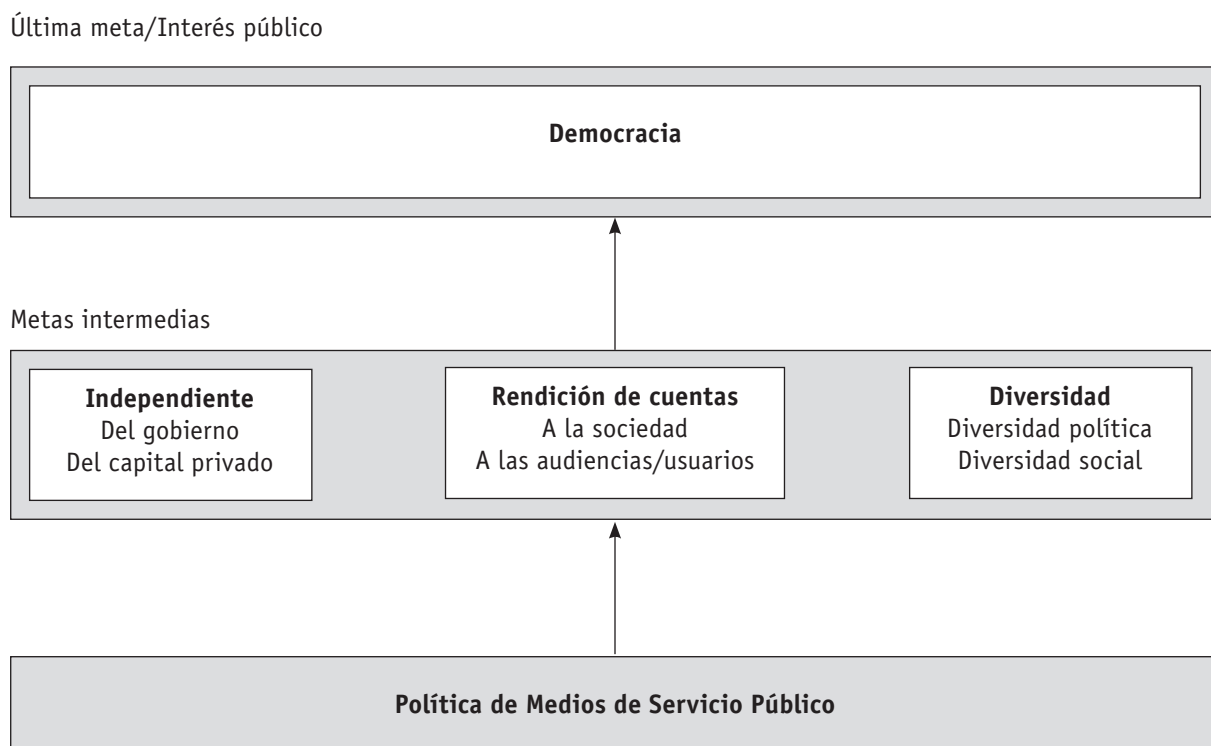 Última meta/Interés público
Democracia
Metas intermedias
Independiente
Del gobierno
Del capital privado
Rendición de cuentas
A la sociedad
A las audiencias/usuarios
Diversidad
Diversidad política
Diversidad social
Política de Medios de Servicio Público